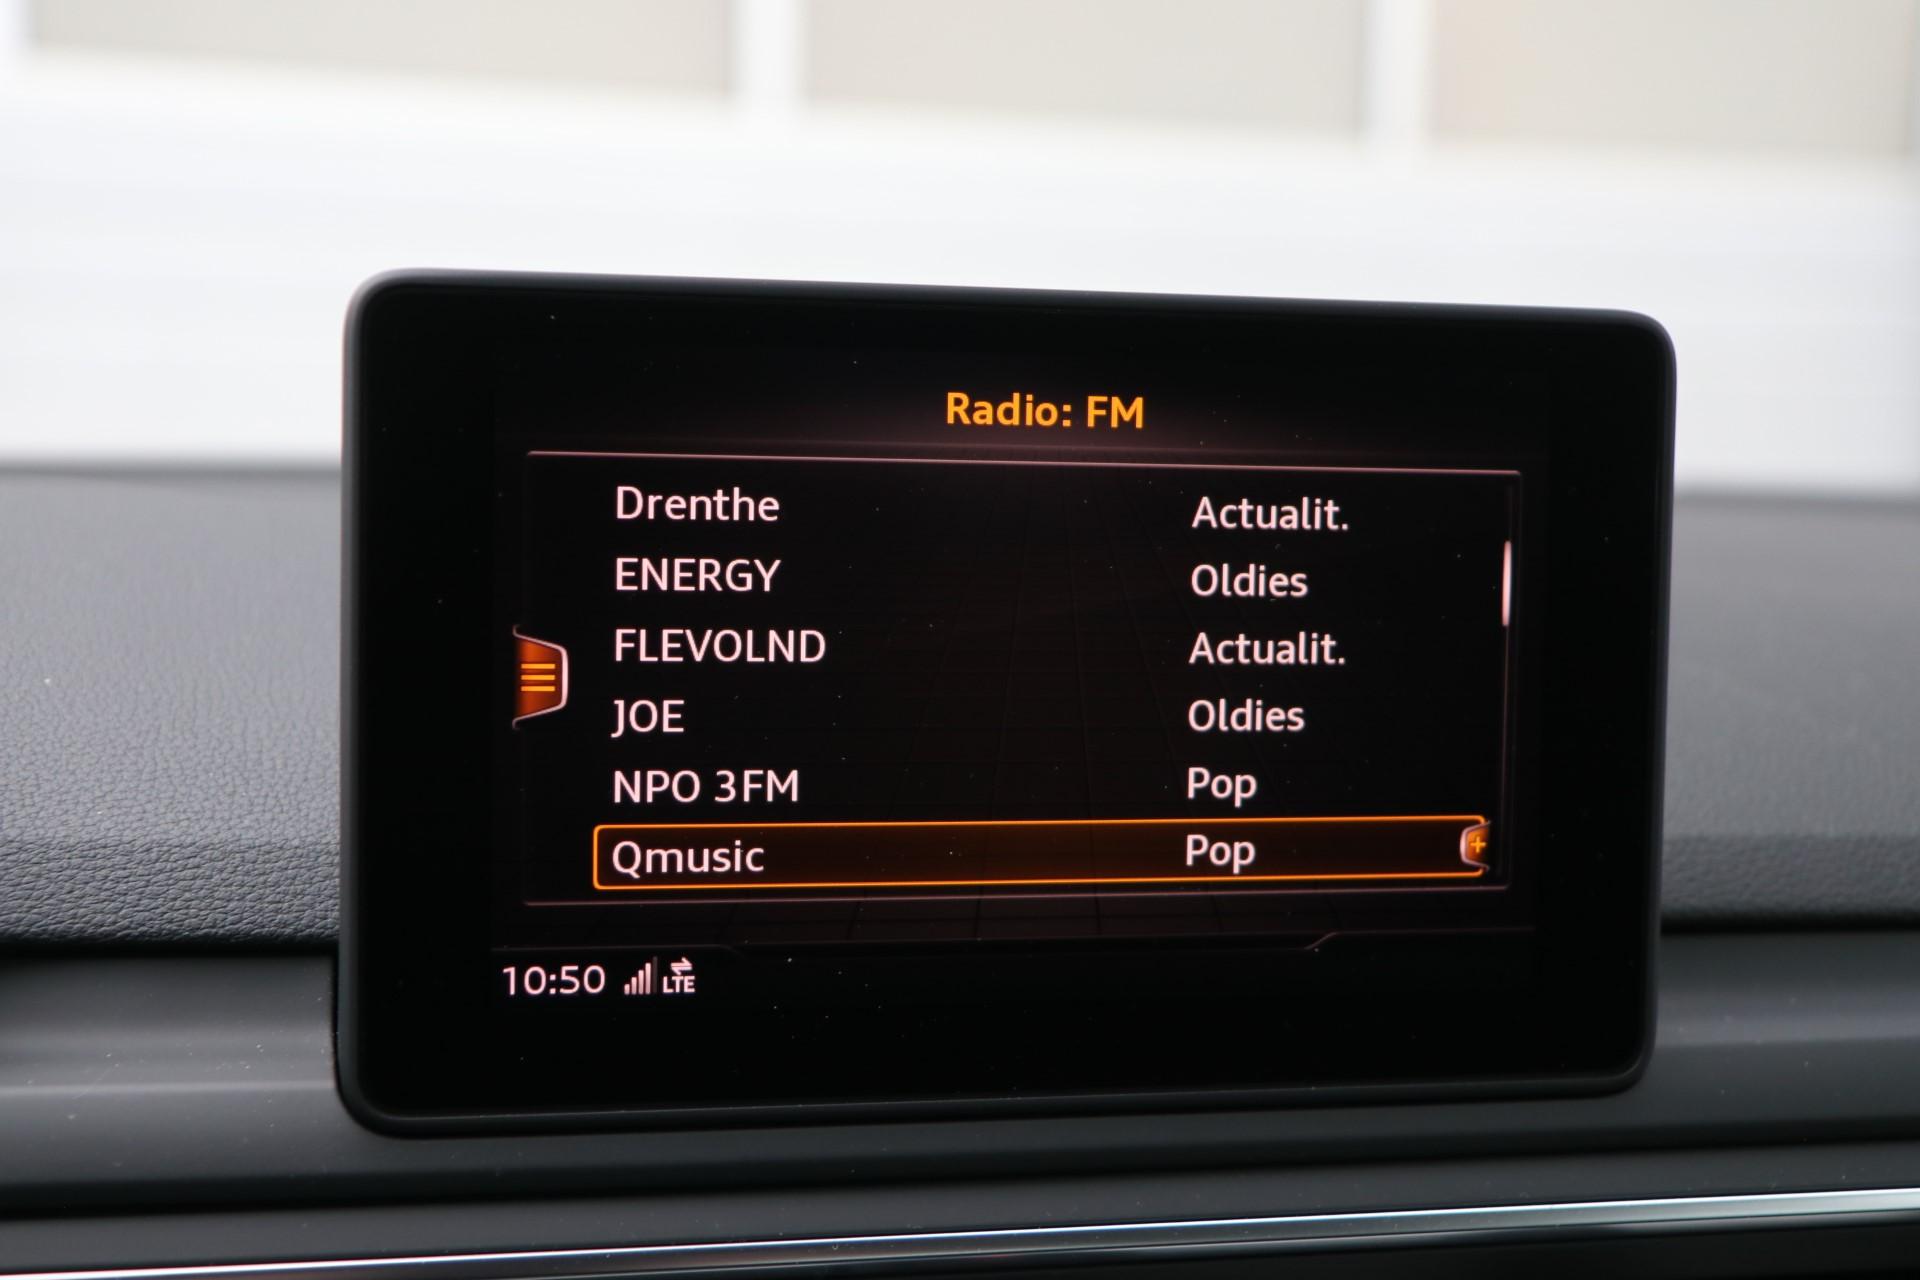 Radio: FM
Drenthe Actualit.
ENERGY Oldies
FLEVOLND Actualit.
JOE Oldies
NPO 3FM Pop
Qmusic Pop
10:50 LTE